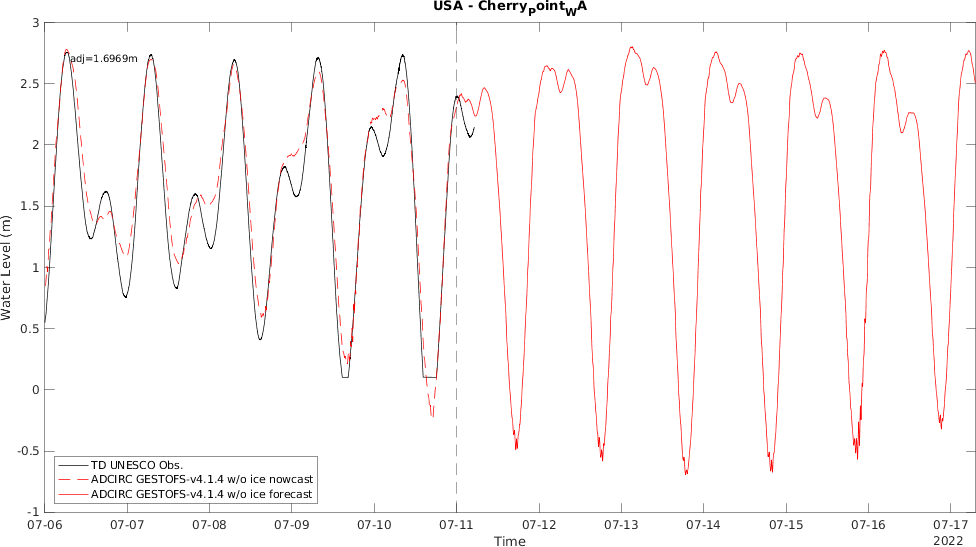 USA - Cherry_Point_WA
adj=1.6969m
3
2.5
2
1.5
1
0.5
0
-0.5
-1
Water Level (m)
TD UNESCO Obs.
ADCIRC GESTOFS-v4.1.4 w/o ice nowcast
ADCIRC GESTOFS-v4.1.4 w/o ice forecast
07-06 07-07 07-08 07-09 07-10 07-11 07-12 07-13 07-14 07-15 07-16 07-17
Time
2022